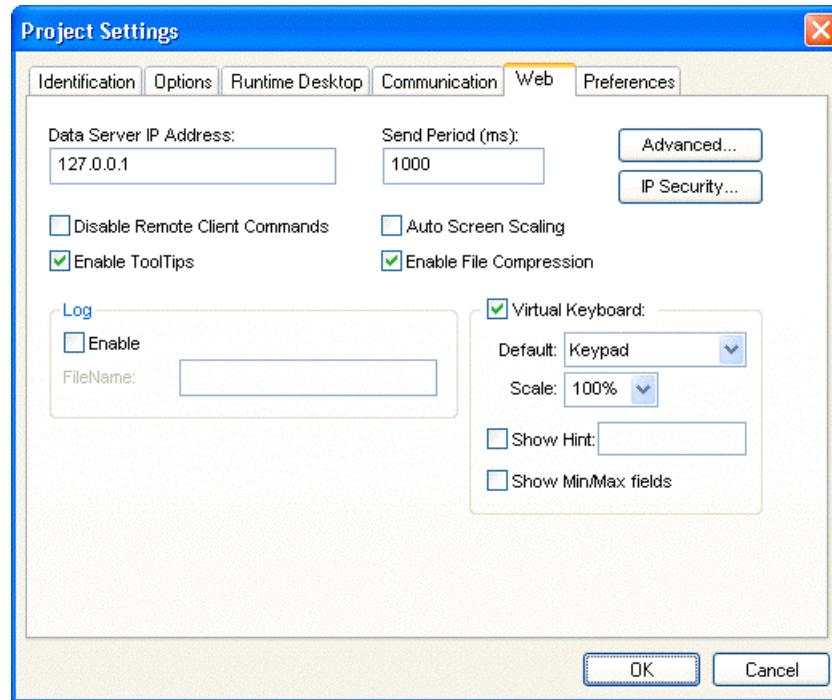 Project Settings
Identification Options Runtime Desktop Communication Web Preferences
Data Server IP Address: Send Period (ms): Advanced...
127.0.0.1 1000
IP Security...
Disable Remote Client Commands Auto Screen Scaling
Enable ToolTips Enable File Compression
Log Virtual Keyboard:
Enable
Default: Keypad
FileName:
Scale: 100%
Show Hint:
Show Min/Max fields
OK Cancel